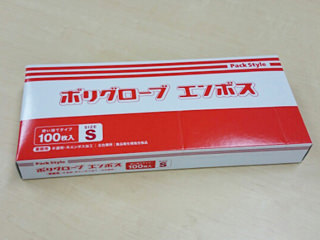 Pack Style
ポリグローブ エンボス
使い捨てタイプ
100枚入
SIZE
S
Pack Style
ポリグローブ エンボス
100枚入
S